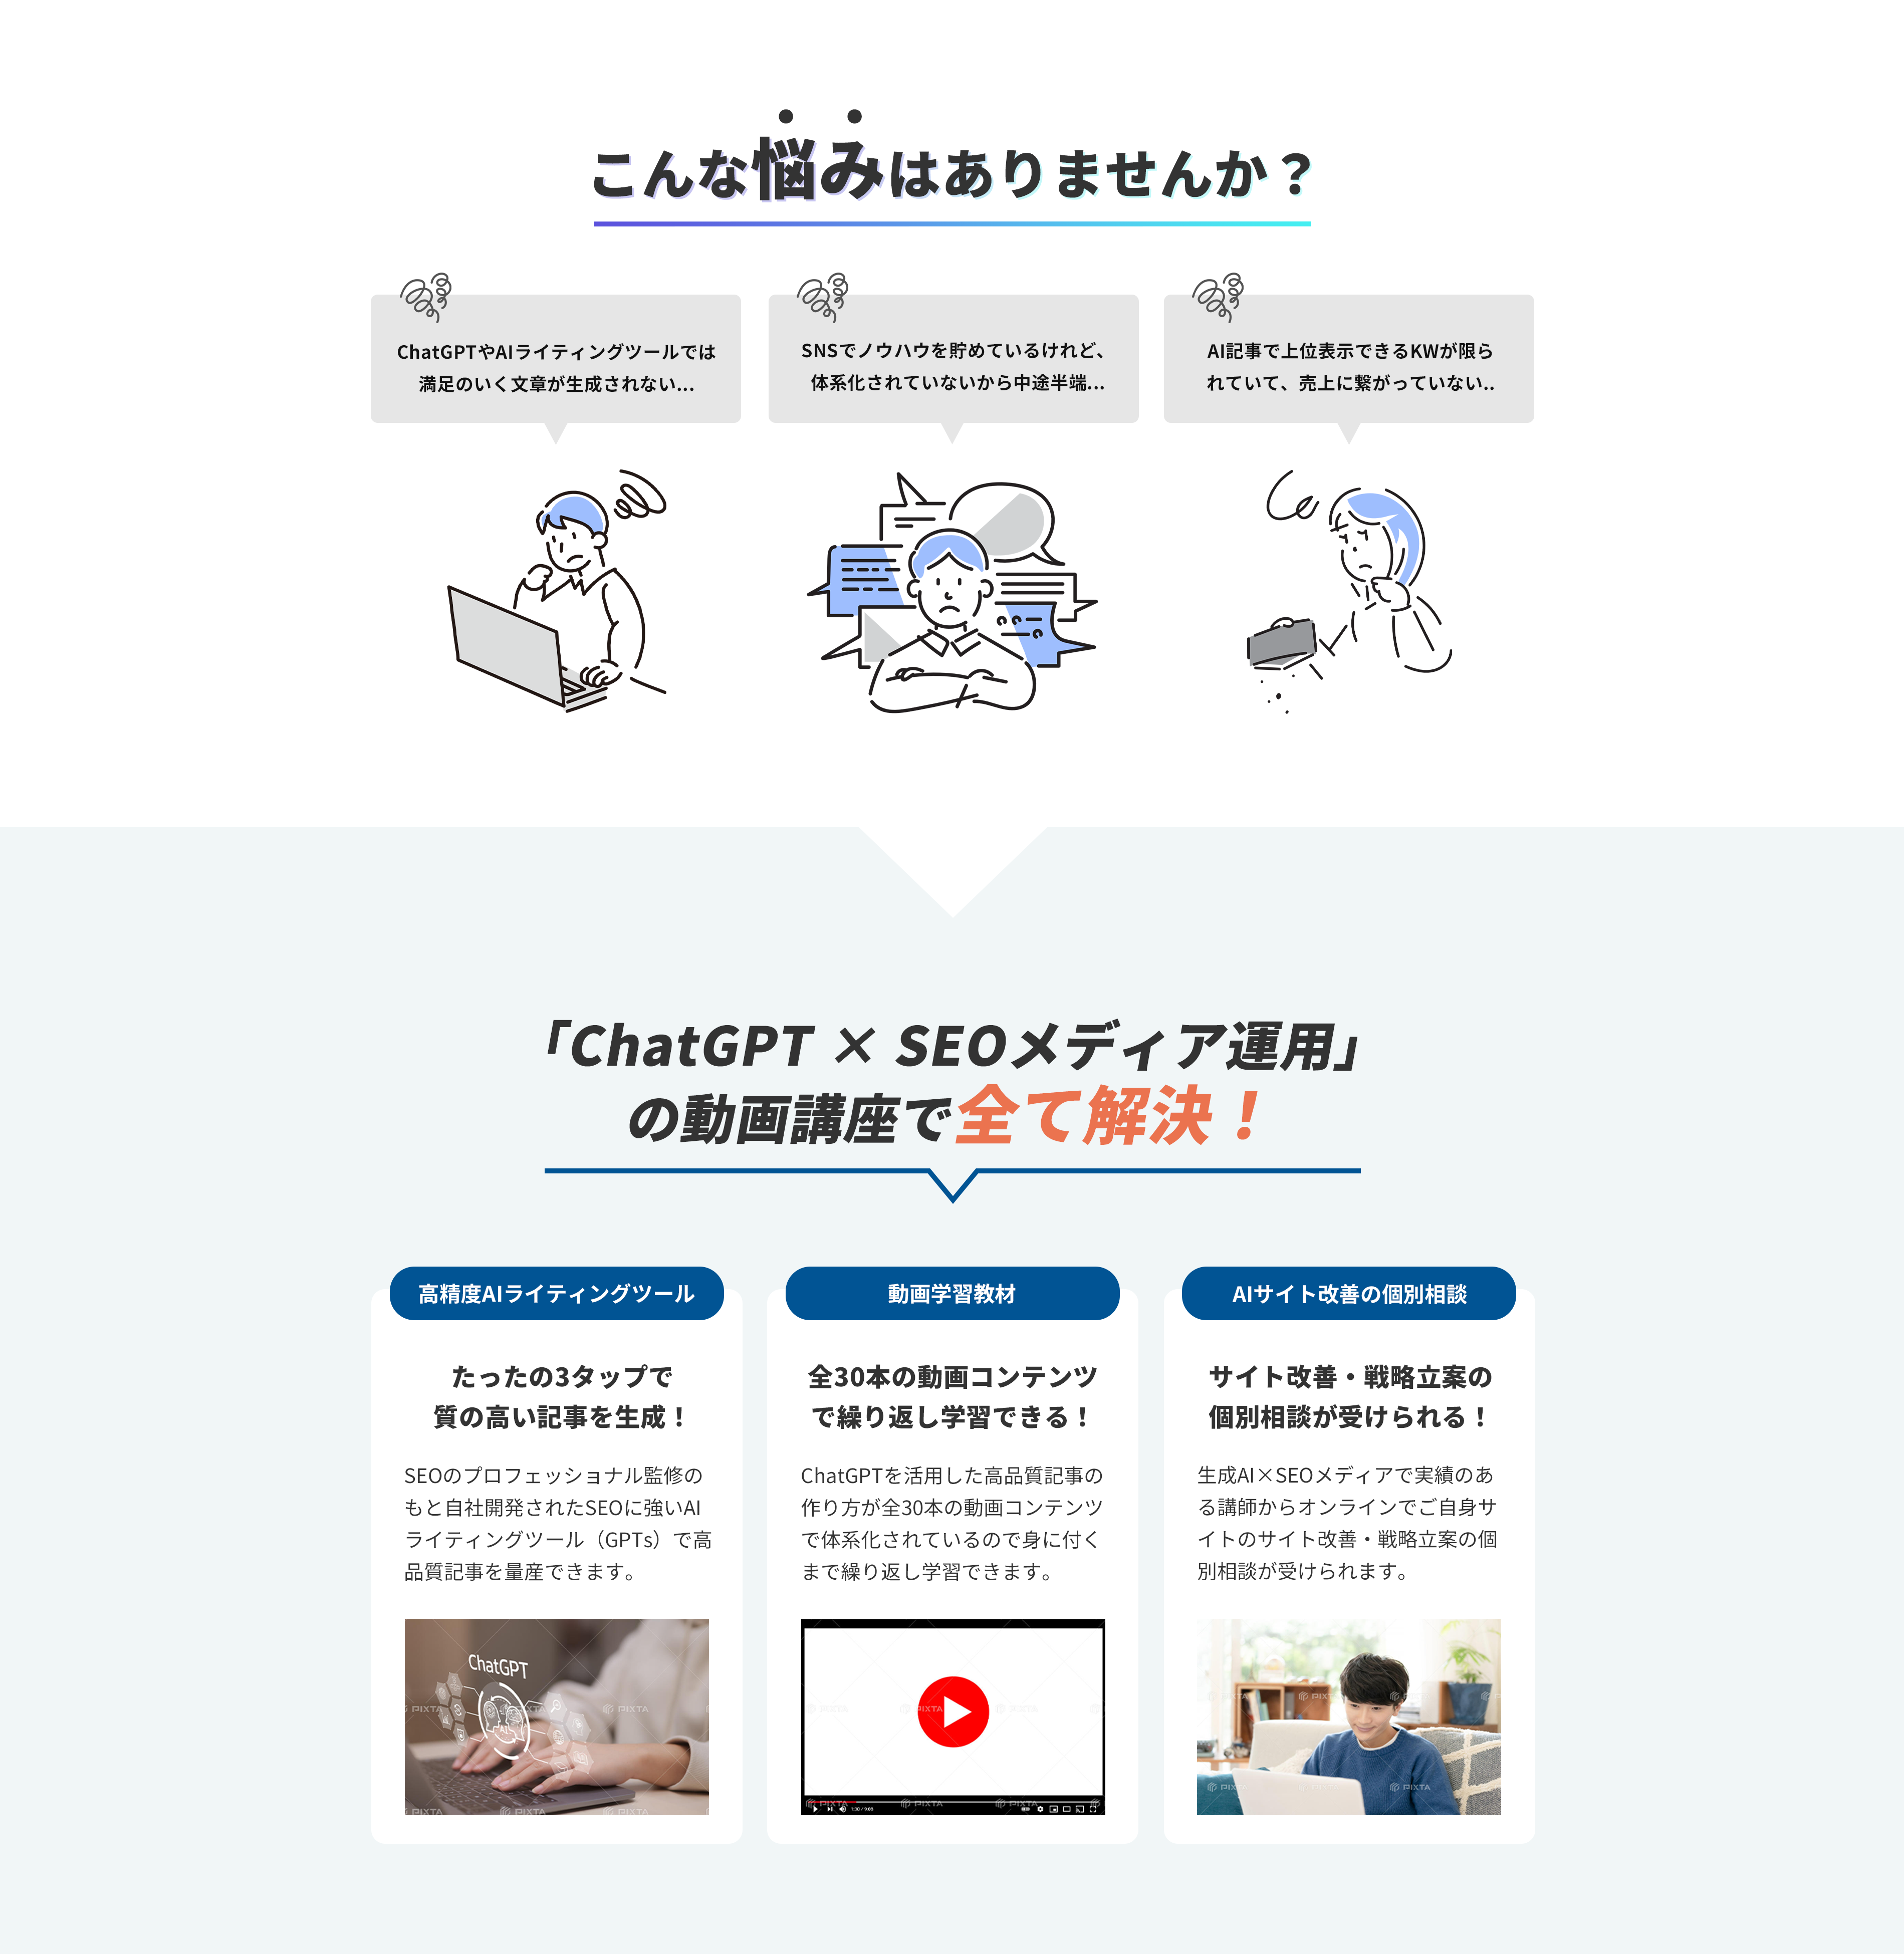 こんな悩みはありませんか？
ChatGPTやAIライティングツールでは
満足のいく文章が生成されない…
SNSでノウハウを貯めているけれど、
体系化されていないから中途半端…
AI記事で上位表示できるKWが限ら
れていて、売上に繋がっていない..
「ChatGPT × SEOメディア運用」
の動画講座で全て解決！
高精度AIライティングツール
たったの3タップで
質の高い記事を生成！
SEOのプロフェッショナル監修の
もと自社開発されたSEOに強いAI
ライティングツール（GPTs）で高
品質記事を量産できます。
ChatGPT
AI
PIXTA
PIXTA
PIXTA
PIXTA
PIXTA
PIXTA
動画学習教材
全30本の動画コンテンツ
で繰り返し学習できる！
ChatGPTを活用した高品質記事の
作り方が全30本の動画コンテンツ
で体系化されているので身に付く
まで繰り返し学習できます。
PIXTA
PIXTA
PIXTA
PIXTA
PIXTA
PIXTA
AIサイト改善の個別相談
サイト改善・戦略立案の
個別相談が受けられる！
生成AI×SEOメディアで実績のあ
る講師からオンラインでご自身サ
イトのサイト改善・戦略立案の個
別相談が受けられます。
PIXTA
PIXTA
PIXTA
PIXTA